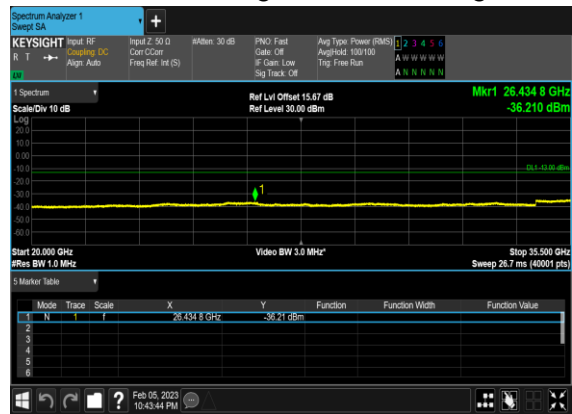 Spectrum Analyzer 1
Swept SA
+
KEYSIGHT Input: RF Input Z: 50 Ω #Atten: 30 dB PNO: Fast Avg Type: Power (RMS) 1 2 3 4 5 6
R T Coupling: DC Corr CCorr Gate: Off Avg|Hold: 100/100 A W W W W W
Align: Auto Freq Ref: Int (S) IF Gain: Low Trig: Free Run
Sig Track: Off A N N N N N
1 Spectrum
Ref Lvl Offset 15.67 dB Mkr1 26.434 8 GHz
Scale/Div 10 dB Ref Level 30.00 dBm -36.210 dBm
Log
20.0
10.0
0.00
-10.0
DL1 -13.00 dBm
-20.0
1
-30.0
-40.0
-50.0
-60.0
Start 20.000 GHz Video BW 3.0 MHz* Stop 35.500 GHz
#Res BW 1.0 MHz Sweep 26.7 ms (40001 pts)
5 Marker Table
Mode Trace Scale X Y Function Function Width Function Value
1 N 1 f 26.434 8 GHz -36.21 dBm
2
3
4
5
6
? Feb 05, 2023
10:43:44 PM